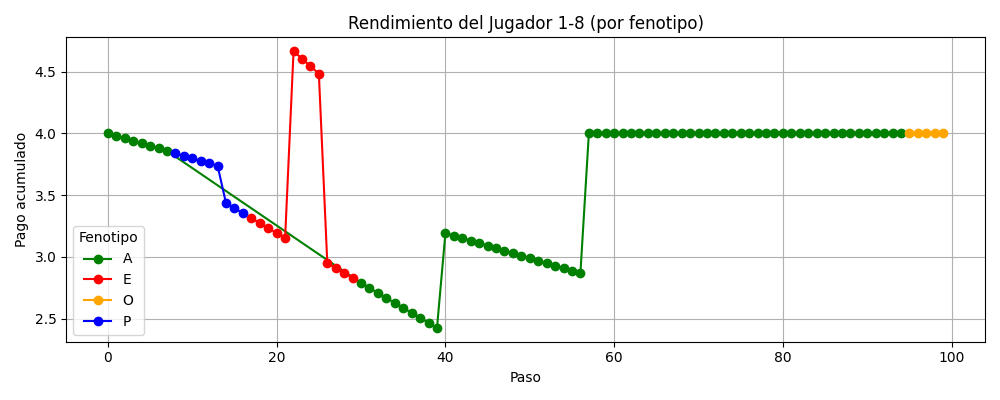 Rendimiento del Jugador 1-8 (por fenotipo)
Pago acumulado
4.5
4.0
3.5
3.0
2.5
Fenotipo
A
E
O
P
0 20 40 60 80 100
Paso